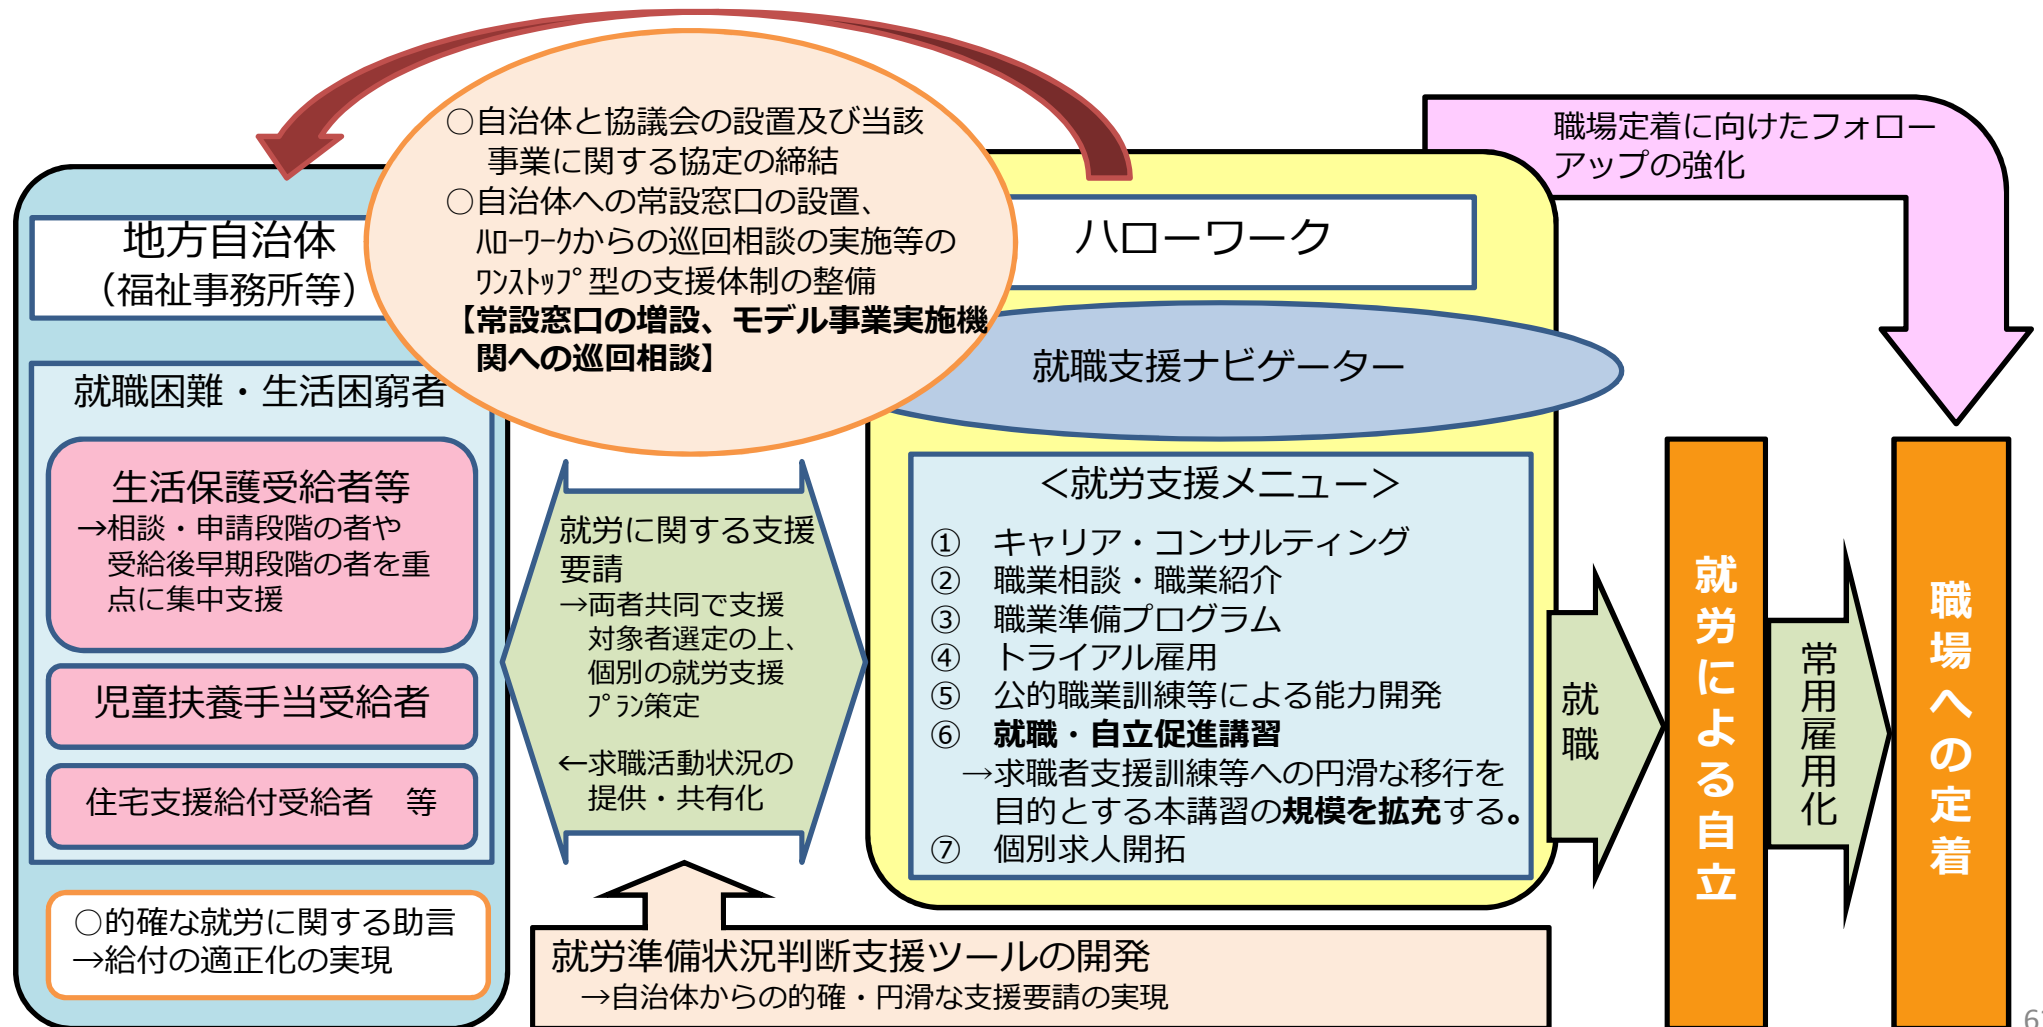 ○自治体と協議会の設置及び当該
事業に関する協定の締結
○自治体への常設窓口の設置、
ﾊﾛｰﾜｰｸからの巡回相談の実施等の
ﾜﾝｽﾄｯﾌﾟ型の支援体制の整備
【常設窓口の増設、モデル事業実施機
関への巡回相談】
職場定着に向けたフォロー
アップの強化
地方自治体
（福祉事務所等）
就職困難・生活困窮者
生活保護受給者等
→相談・申請段階の者や
受給後早期段階の者を重
点に集中支援
児童扶養手当受給者
住宅支援給付受給者　等
○的確な就労に関する助言
→給付の適正化の実現
就労に関する支援
要請
→両者共同で支援
対象者選定の上、
個別の就労支援
ﾌﾟﾗﾝ策定
←求職活動状況の
提供・共有化
ハローワーク
就職支援ナビゲーター
＜就労支援メニュー＞
①　キャリア・コンサルティング
②　職業相談・職業紹介
③　職業準備プログラム
④　トライアル雇用
⑤　公的職業訓練等による能力開発
⑥　就職・自立促進講習
→求職者支援訓練等への円滑な移行を
目的とする本講習の規模を拡充する。
⑦　個別求人開拓
就労準備状況判断支援ツールの開発
→自治体からの的確・円滑な支援要請の実現
就職
就労による自立
常用雇用化
職場への定着